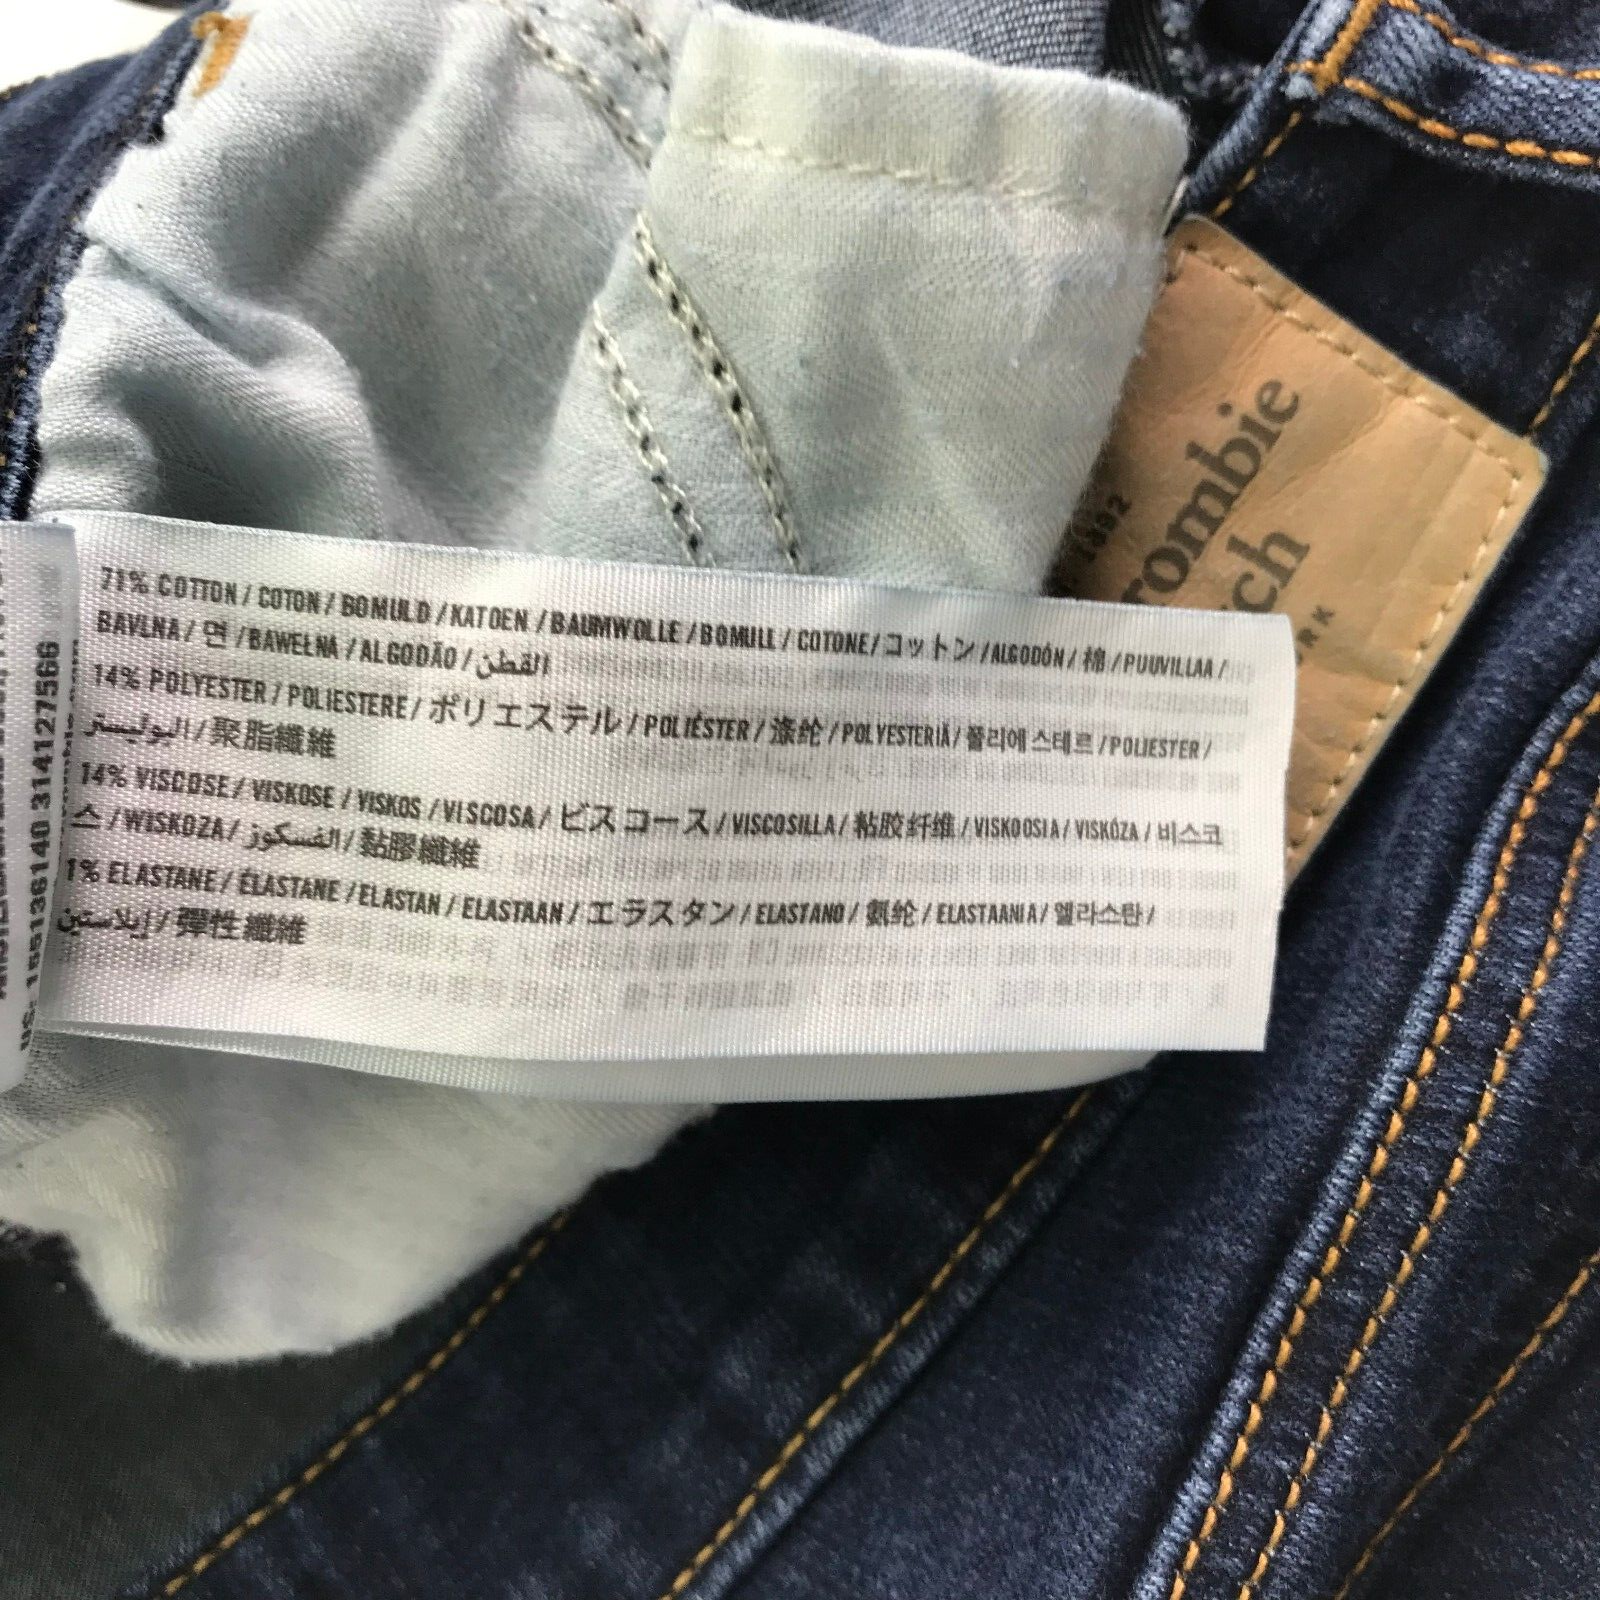 71% COTTON / COTON / BOMULD / KATOEN / BAUMWOLLE / BOMULL / COTONE / コットン / ALGODÓN / 棉 / PUUVILLAA /
BAVLNA / 면 / BAWEŁNA / ALGODÃO / القطن
14% POLYESTER / POLIESTERE / ポリエステル / POLIÉSTER / 涤纶 / POLYESTERIÄ / 폴리에스테르 / POLIESTER /
البوليستر / 聚脂纖維
14% VISCOSE / VISKOSE / VISKOS / VISCOSA / ビスコース / VISCOSILLA / 粘胶纤维 / VISKOOSIA / VISKÓZA / 비스코
스 / WISKOZA / الفسكوز / 黏膠纖維
1% ELASTANE / ÉLASTANE / ELASTAN / ELASTAAN / エラスタン / ELASTANO / 氨纶 / ELASTAANIA / 엘라스탄 /
إيلاستين / 彈性纖維
US: 155136140 314127566
rombie
ch
1892